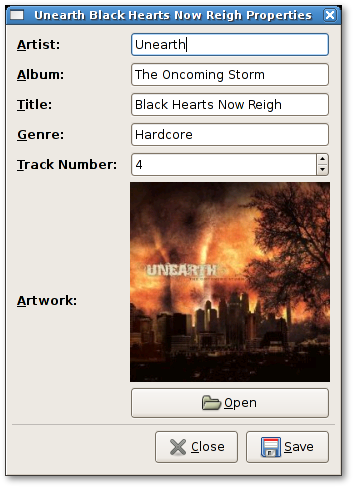 Unearth Black Hearts Now Reigh Properties
Artist: Unearth
Album: The Oncoming Storm
Title: Black Hearts Now Reigh
Genre: Hardcore
Track Number: 4
UNEARTH
Artwork:
Open
Close Save